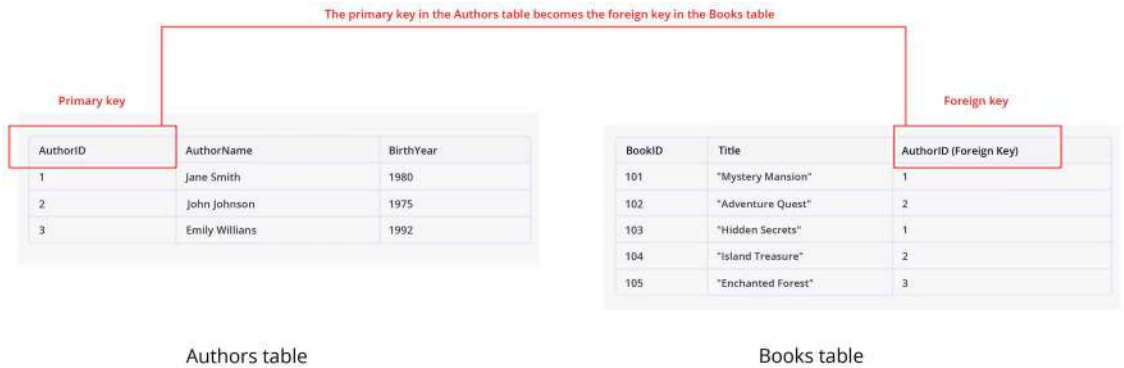 The primary key in the Authors table becomes the foreign key in the Books table
Primary key
AuthorID AuthorName BirthYear
1 Jane Smith 1980
2 John Johnson 1975
3 Emily Willians 1992
Authors table
Foreign key
BookID Title AuthorID (Foreign Key)
101 "Mystery Mansion" 1
102 "Adventure Quest" 2
103 "Hidden Secrets" 1
104 "Island Treasure" 2
105 "Enchanted Forest" 3
Books table